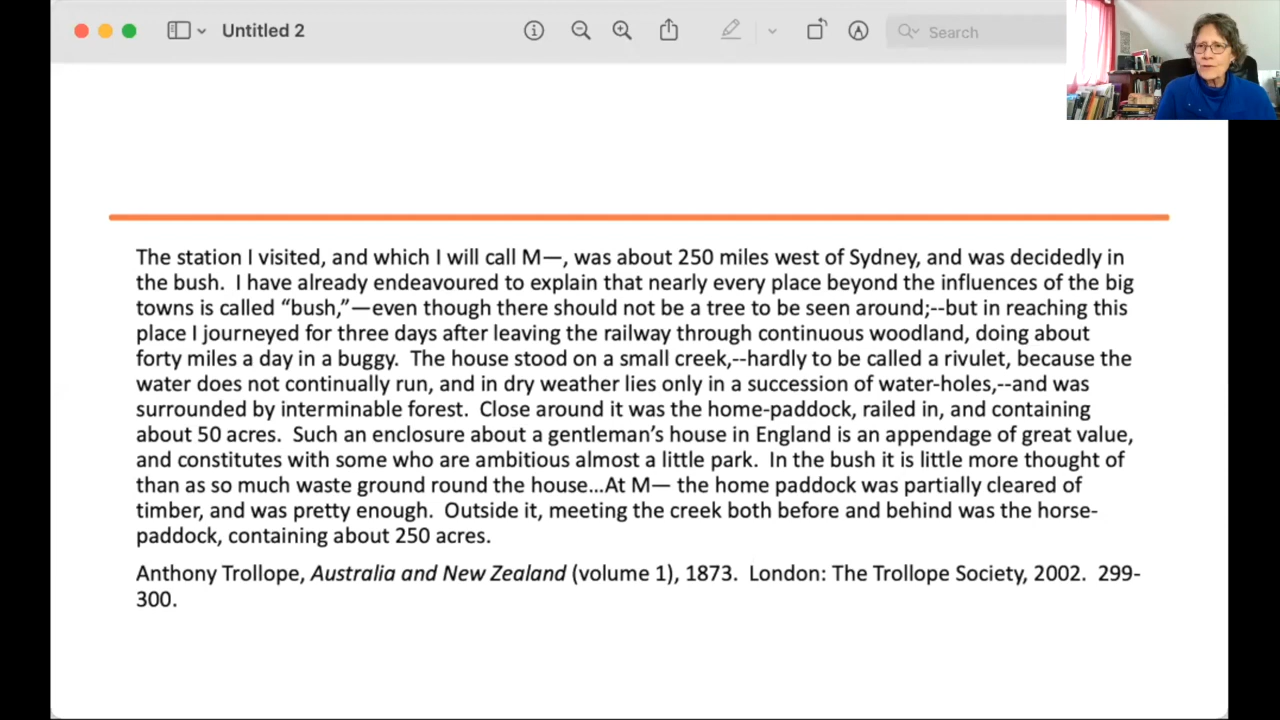 Untitled 2
Search
The station I visited, and which I will call M—, was about 250 miles west of Sydney, and was decidedly in
the bush.  I have already endeavoured to explain that nearly every place beyond the influences of the big
towns is called “bush,”—even though there should not be a tree to be seen around;--but in reaching this
place I journeyed for three days after leaving the railway through continuous woodland, doing about
forty miles a day in a buggy.  The house stood on a small creek,--hardly to be called a rivulet, because the
water does not continually run, and in dry weather lies only in a succession of water-holes,--and was
surrounded by interminable forest.  Close around it was the home-paddock, railed in, and containing
about 50 acres.  Such an enclosure about a gentleman’s house in England is an appendage of great value,
and constitutes with some who are ambitious almost a little park.  In the bush it is little more thought of
than as so much waste ground round the house…At M— the home paddock was partially cleared of
timber, and was pretty enough.  Outside it, meeting the creek both before and behind was the horse-
paddock, containing about 250 acres.
Anthony Trollope, Australia and New Zealand (volume 1), 1873.  London: The Trollope Society, 2002.  299-
300.